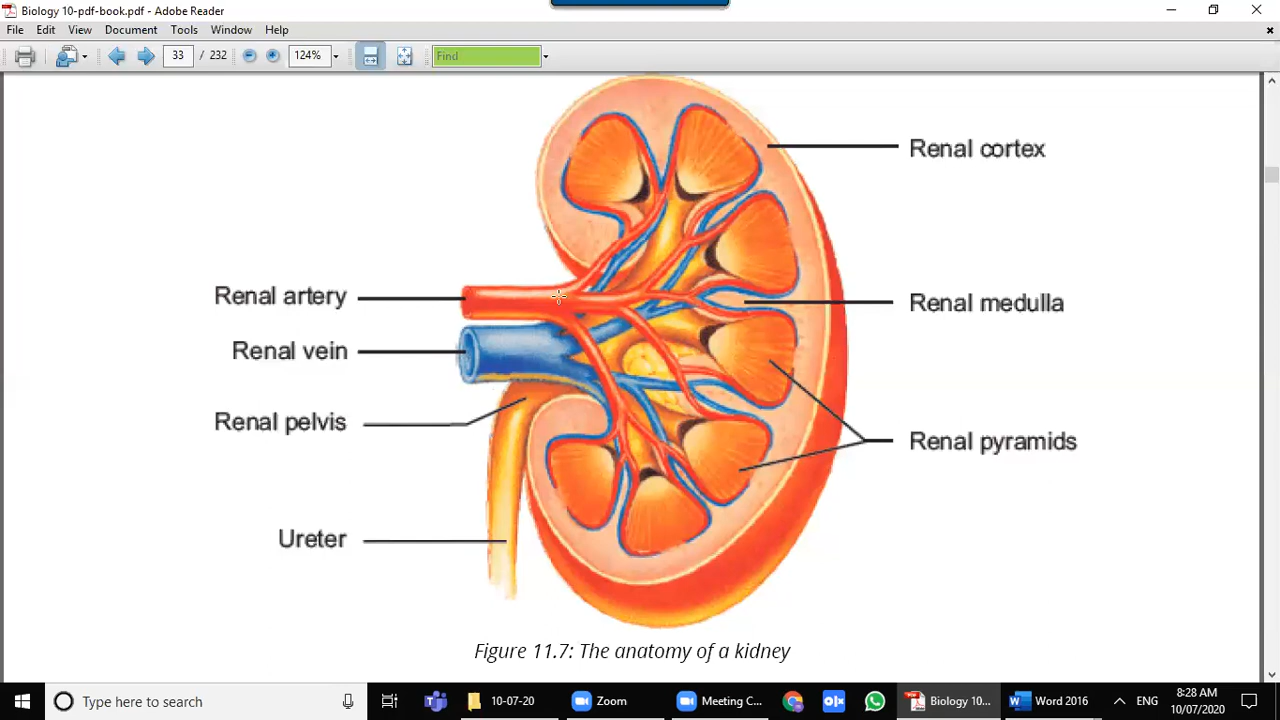 Biology 10-pdf-book.pdf - Adobe Reader
File Edit View Document Tools Window Help
33 / 232 124% Find
Renal cortex
Renal artery
Renal medulla
Renal vein
Renal pelvis
Renal pyramids
Ureter
Figure 11.7: The anatomy of a kidney
Type here to search 10-07-20 Zoom Meeting C... Biology 10... Word 2016 ENG 8:28 AM
10/07/2020